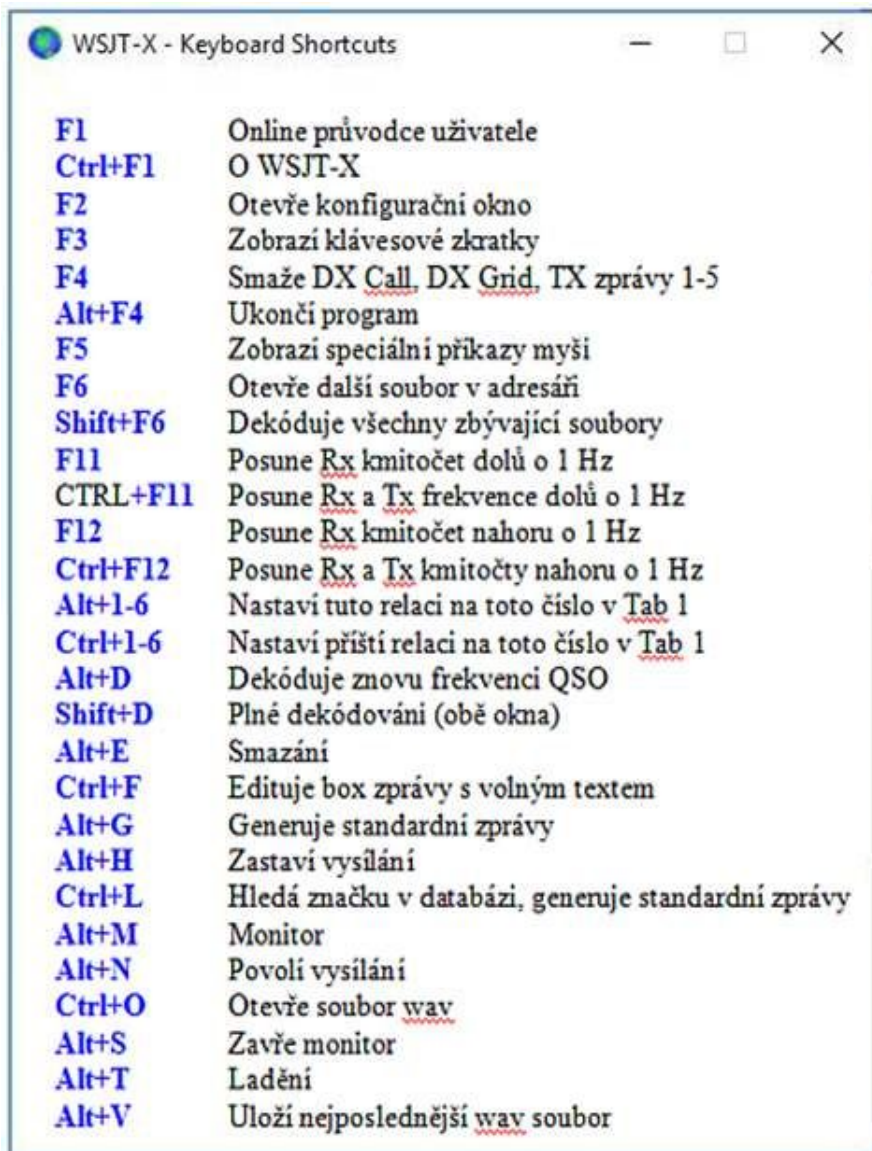 WSJT-X - Keyboard Shortcuts
F1 Online průvodce uživatele
Ctrl+F1 O WSJT-X
F2 Otevře konfigurační okno
F3 Zobrazí klávesové zkratky
F4 Smaže DX Call, DX Grid, TX zprávy 1-5
Alt+F4 Ukončí program
F5 Zobrazí speciální příkazy myši
F6 Otevře další soubor v adresáři
Shift+F6 Dekóduje všechny zbývající soubory
F11 Posune Rx kmitočet dolů o 1 Hz
CTRL+F11 Posune Rx a Tx frekvence dolů o 1 Hz
F12 Posune Rx kmitočet nahoru o 1 Hz
Ctrl+F12 Posune Rx a Tx kmitočty nahoru o 1 Hz
Alt+1-6 Nastaví tuto relaci na toto číslo v Tab 1
Ctrl+1-6 Nastaví příští relaci na toto číslo v Tab 1
Alt+D Dekóduje znovu frekvenci QSO
Shift+D Plné dekódováni (obě okna)
Alt+E Smazání
Ctrl+F Edituje box zprávy s volným textem
Alt+G Generuje standardní zprávy
Alt+H Zastaví vysílání
Ctrl+L Hledá značku v databázi, generuje standardní zprávy
Alt+M Monitor
Alt+N Povolí vysílání
Ctrl+O Otevře soubor wav
Alt+S Zavře monitor
Alt+T Ladění
Alt+V Uloží nejposlednější wav soubor